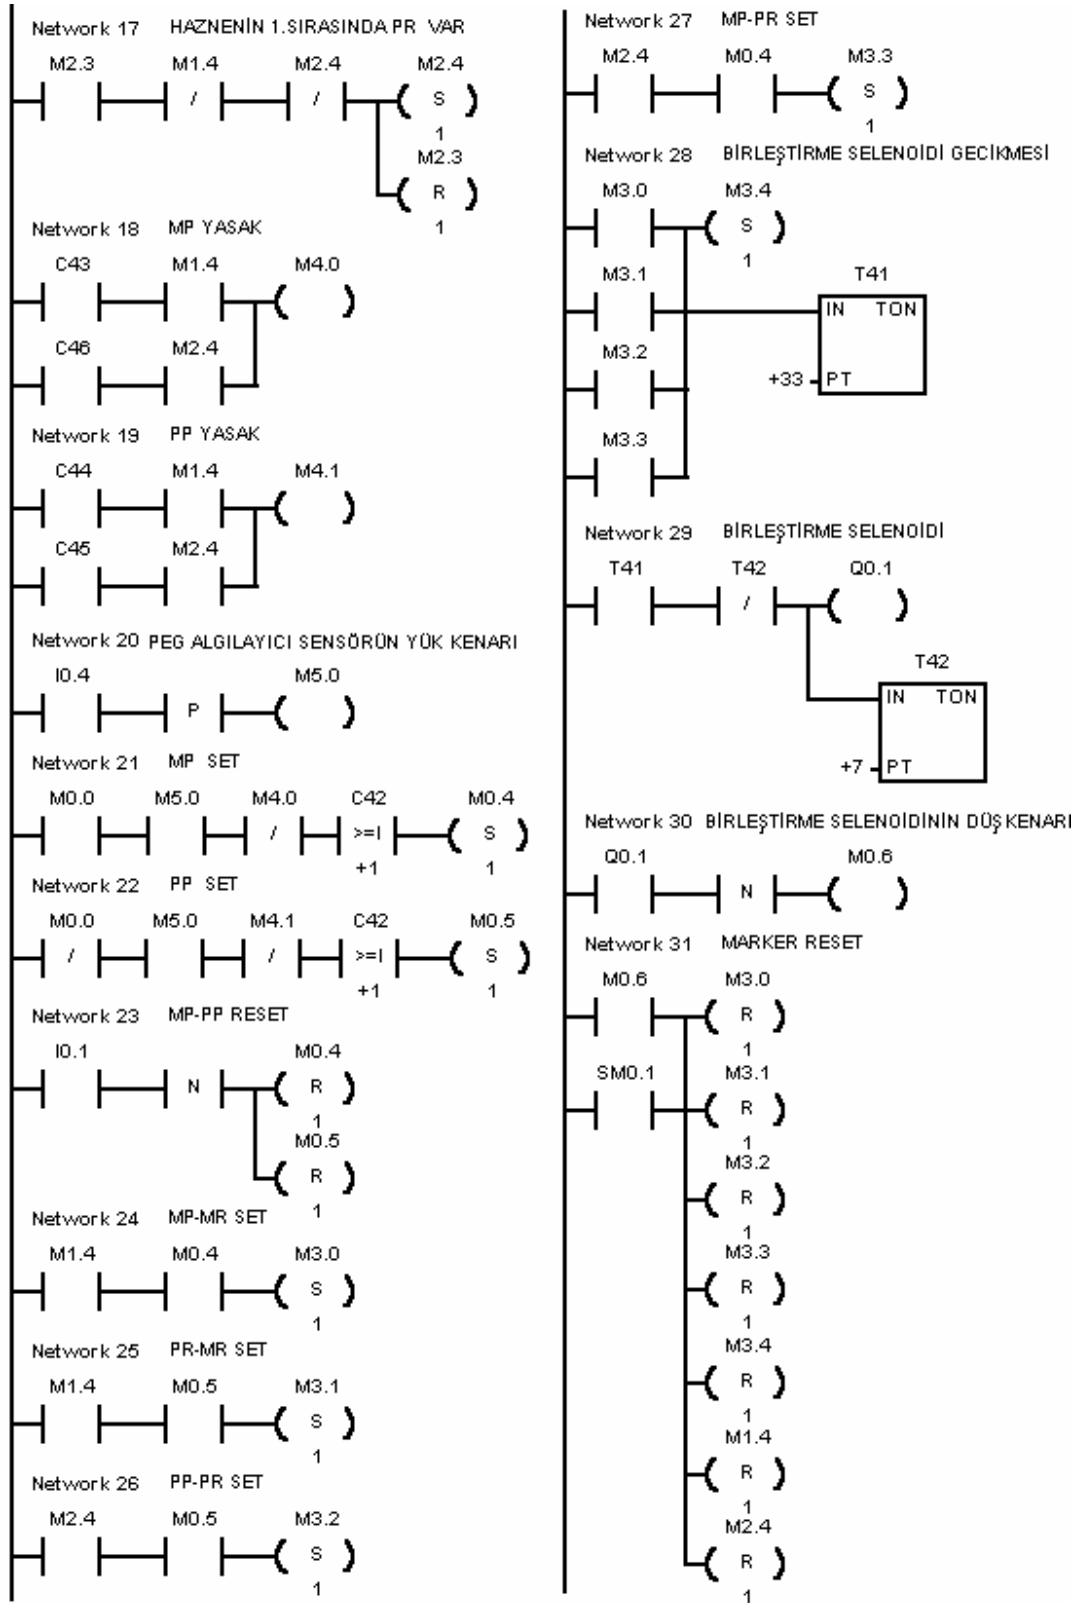 Network 17 HAZNENİN 1.SIRASINDA PR VAR
M2.3 M1.4 M2.4 M2.4
/ / S
1
M2.3
R
1
Network 18 MP YASAK
C43 M1.4 M4.0
C46 M2.4
Network 19 PP YASAK
C44 M1.4 M4.1
C45 M2.4
Network 20 PEG ALGILAYICI SENSÖRÜN YÜK KENARI
I0.4 M5.0
P
Network 21 MP SET
M0.0 M5.0 M4.0 C42 M0.4
/ >=I S
+1 1
Network 22 PP SET
M0.0 M5.0 M4.1 C42 M0.5
/ / >=I S
+1 1
Network 23 MP-PP RESET
I0.1 M0.4
N R
1
M0.5
R
1
Network 24 MP-MR SET
M1.4 M0.4 M3.0
S
1
Network 25 PR-MR SET
M1.4 M0.5 M3.1
S
1
Network 26 PP-PR SET
M2.4 M0.5 M3.2
S
1
Network 27 MP-PR SET
M2.4 M0.4 M3.3
S
1
Network 28 BİRLEŞTİRME SELENOİDİ GECİKMESİ
M3.0 M3.4
S
1
M3.1 T41
IN TON
M3.2
+33 PT
M3.3
Network 29 BİRLEŞTİRME SELENOİDİ
T41 T42 Q0.1
/
T42
IN TON
+7 PT
Network 30 BİRLEŞTİRME SELENOİDİNİN DÜŞ KENARI
Q0.1 M0.6
N
Network 31 MARKER RESET
M0.6 M3.0
R
1
SM0.1 M3.1
R
1
M3.2
R
1
M3.3
R
1
M3.4
R
1
M1.4
R
1
M2.4
R
1